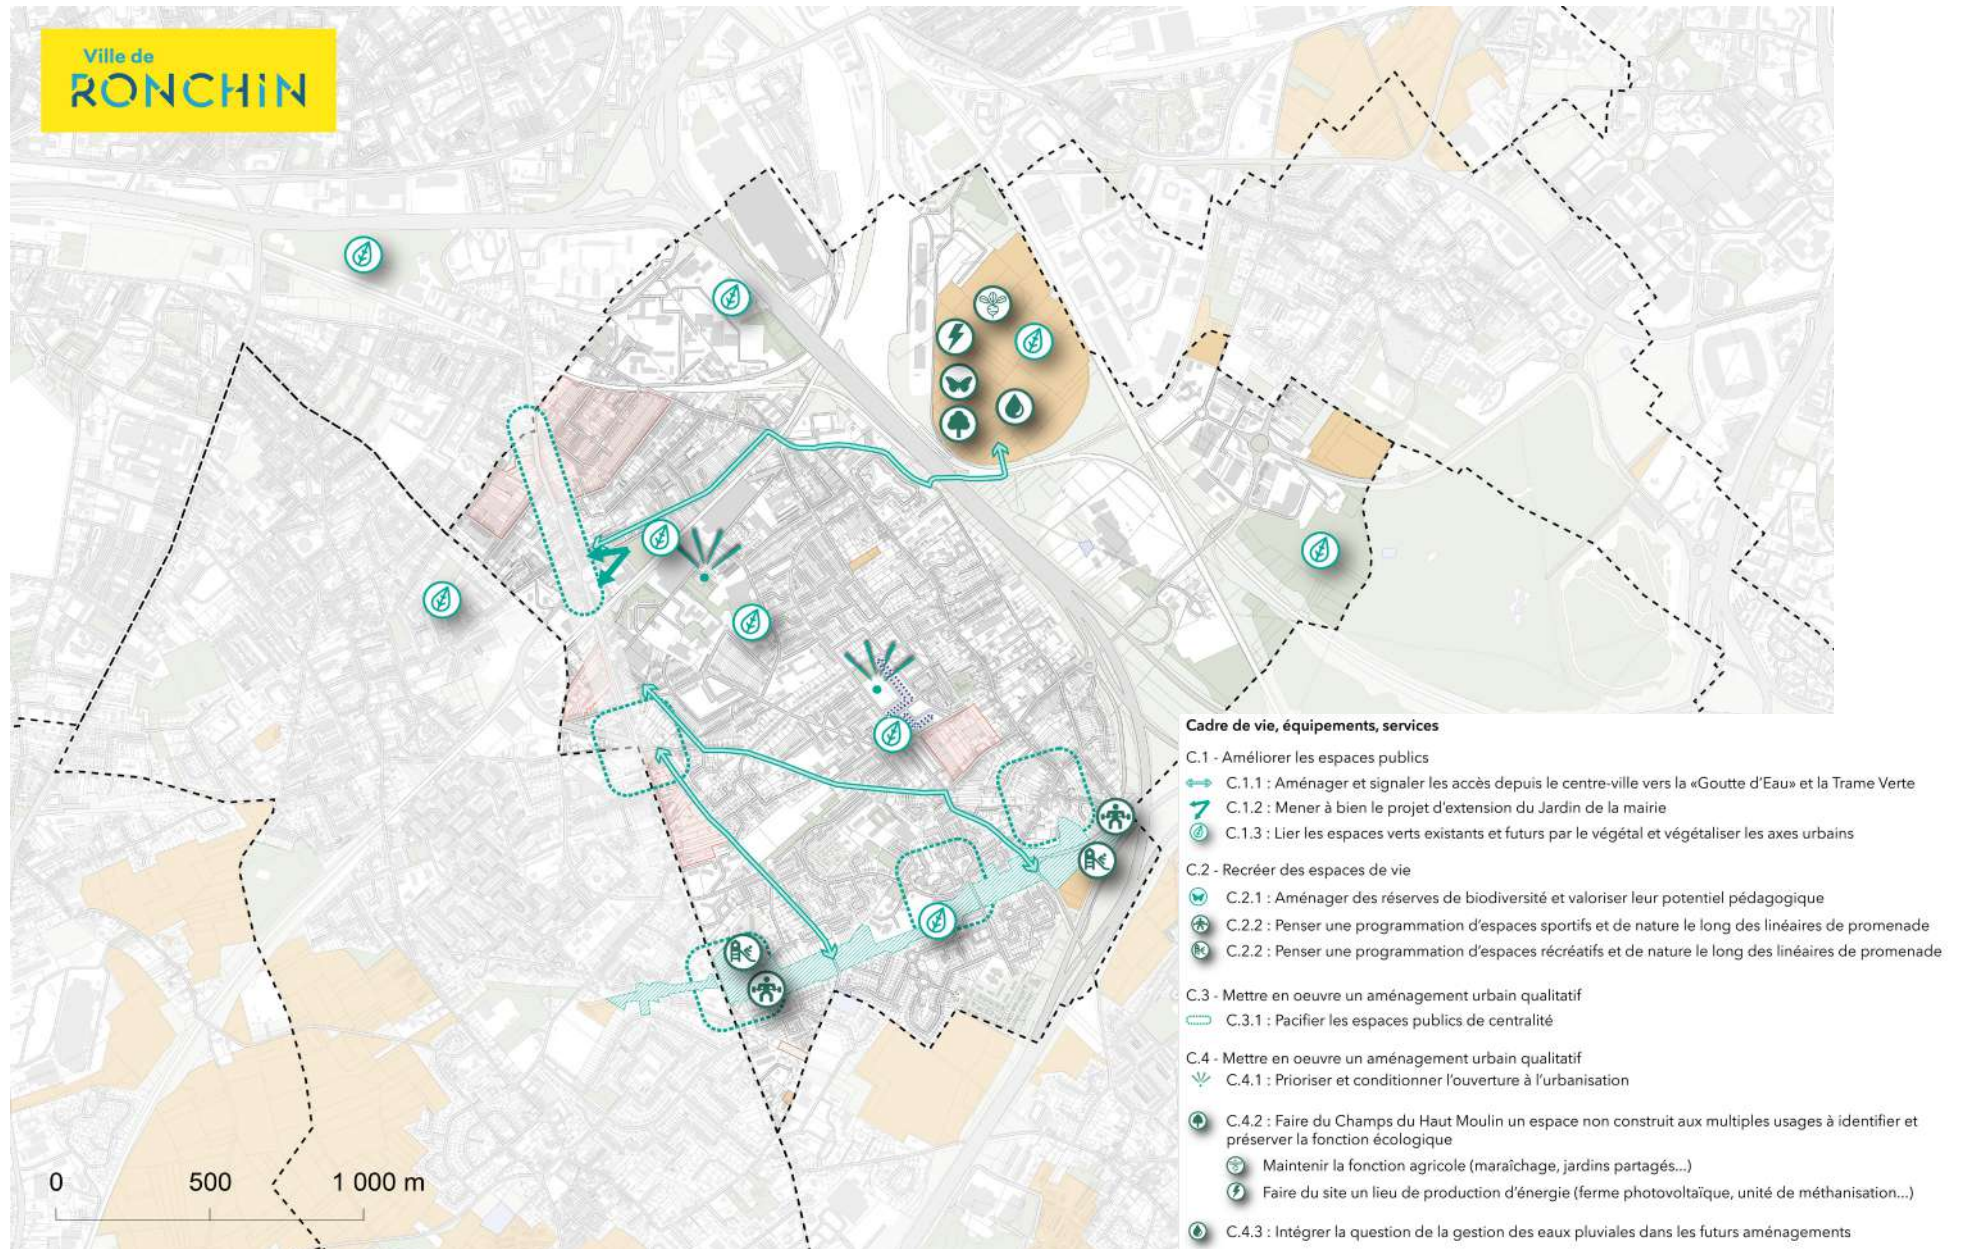 Ville de
RONCHiN
Cadre de vie, équipements, services
C.1 - Améliorer les espaces publics
C.1.1 : Aménager et signaler les accès depuis le centre-ville vers la «Goutte d'Eau» et la Trame Verte
C.1.2 : Mener à bien le projet d'extension du Jardin de la mairie
C.1.3 : Lier les espaces verts existants et futurs par le végétal et végétaliser les axes urbains
C.2 - Recréer des espaces de vie
C.2.1 : Aménager des réserves de biodiversité et valoriser leur potentiel pédagogique
C.2.2 : Penser une programmation d'espaces sportifs et de nature le long des linéaires de promenade
C.2.2 : Penser une programmation d'espaces récréatifs et de nature le long des linéaires de promenade
C.3 - Mettre en oeuvre un aménagement urbain qualitatif
C.3.1 : Pacifier les espaces publics de centralité
C.4 - Mettre en oeuvre un aménagement urbain qualitatif
C.4.1 : Prioriser et conditionner l'ouverture à l'urbanisation
C.4.2 : Faire du Champs du Haut Moulin un espace non construit aux multiples usages à identifier et
préserver la fonction écologique
Maintenir la fonction agricole (maraîchage, jardins partagés...)
Faire du site un lieu de production d'énergie (ferme photovoltaïque, unité de méthanisation...)
C.4.3 : Intégrer la question de la gestion des eaux pluviales dans les futurs aménagements
0 500 1 000 m